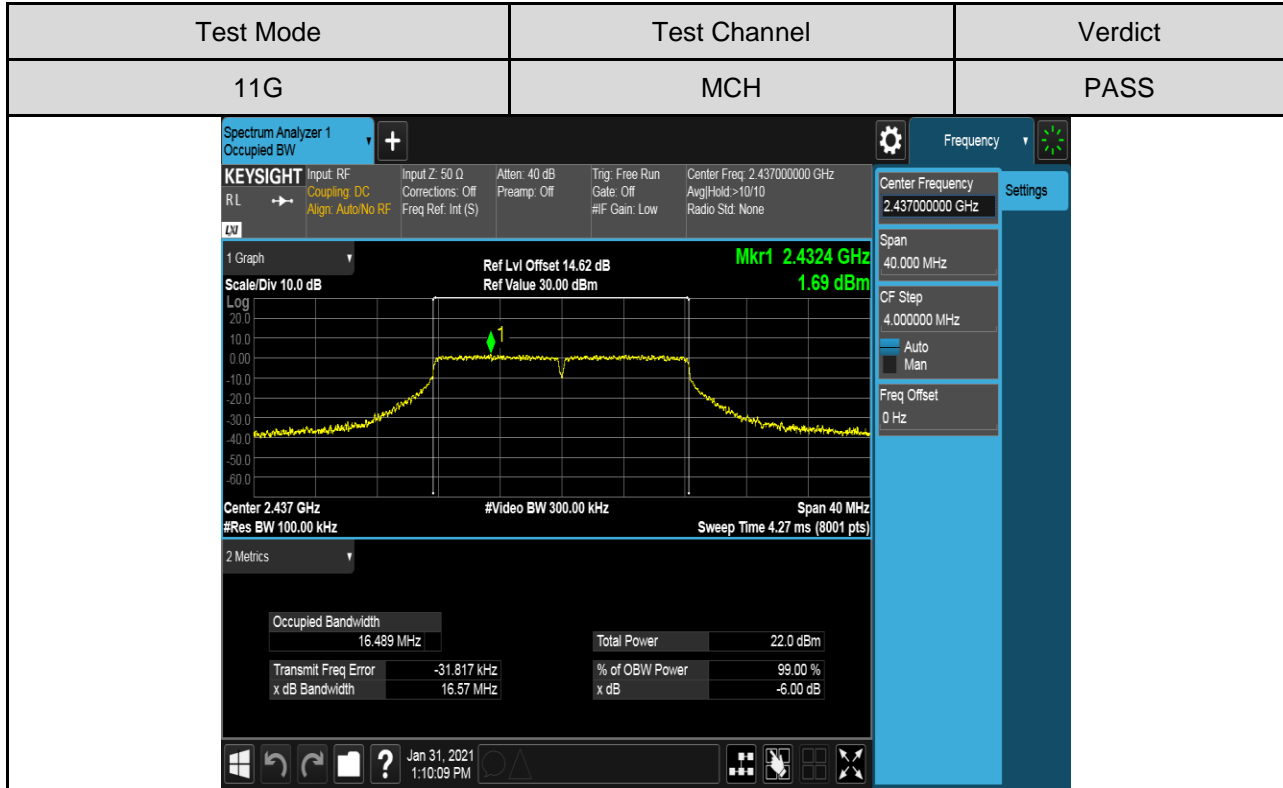 Test Mode Test Channel Verdict
11G MCH PASS
Spectrum Analyzer 1
Occupied BW
+
Frequency
KEYSIGHT Input: RF Input Z: 50 Ω Atten: 40 dB Trig: Free Run Center Freq: 2.437000000 GHz
RL Coupling: DC Corrections: Off Preamp: Off Gate: Off Avg|Hold:>10/10
Align: Auto/No RF Freq Ref: Int (S) #IF Gain: Low Radio Std: None
LXI
Center Frequency
2.437000000 GHz
Settings
Span
40.000 MHz
CF Step
4.000000 MHz
Auto
Man
Freq Offset
0 Hz
1 Graph Ref Lvl Offset 14.62 dB Mkr1 2.4324 GHz
Scale/Div 10.0 dB Ref Value 30.00 dBm 1.69 dBm
Log
20.0
10.0
1
0.00
-10.0
-20.0
-30.0
-40.0
-50.0
-60.0
Center 2.437 GHz #Video BW 300.00 kHz Span 40 MHz
#Res BW 100.00 kHz Sweep Time 4.27 ms (8001 pts)
2 Metrics
Occupied Bandwidth
16.489 MHz Total Power 22.0 dBm
Transmit Freq Error -31.817 kHz % of OBW Power 99.00 %
x dB Bandwidth 16.57 MHz x dB -6.00 dB
? Jan 31, 2021
1:10:09 PM